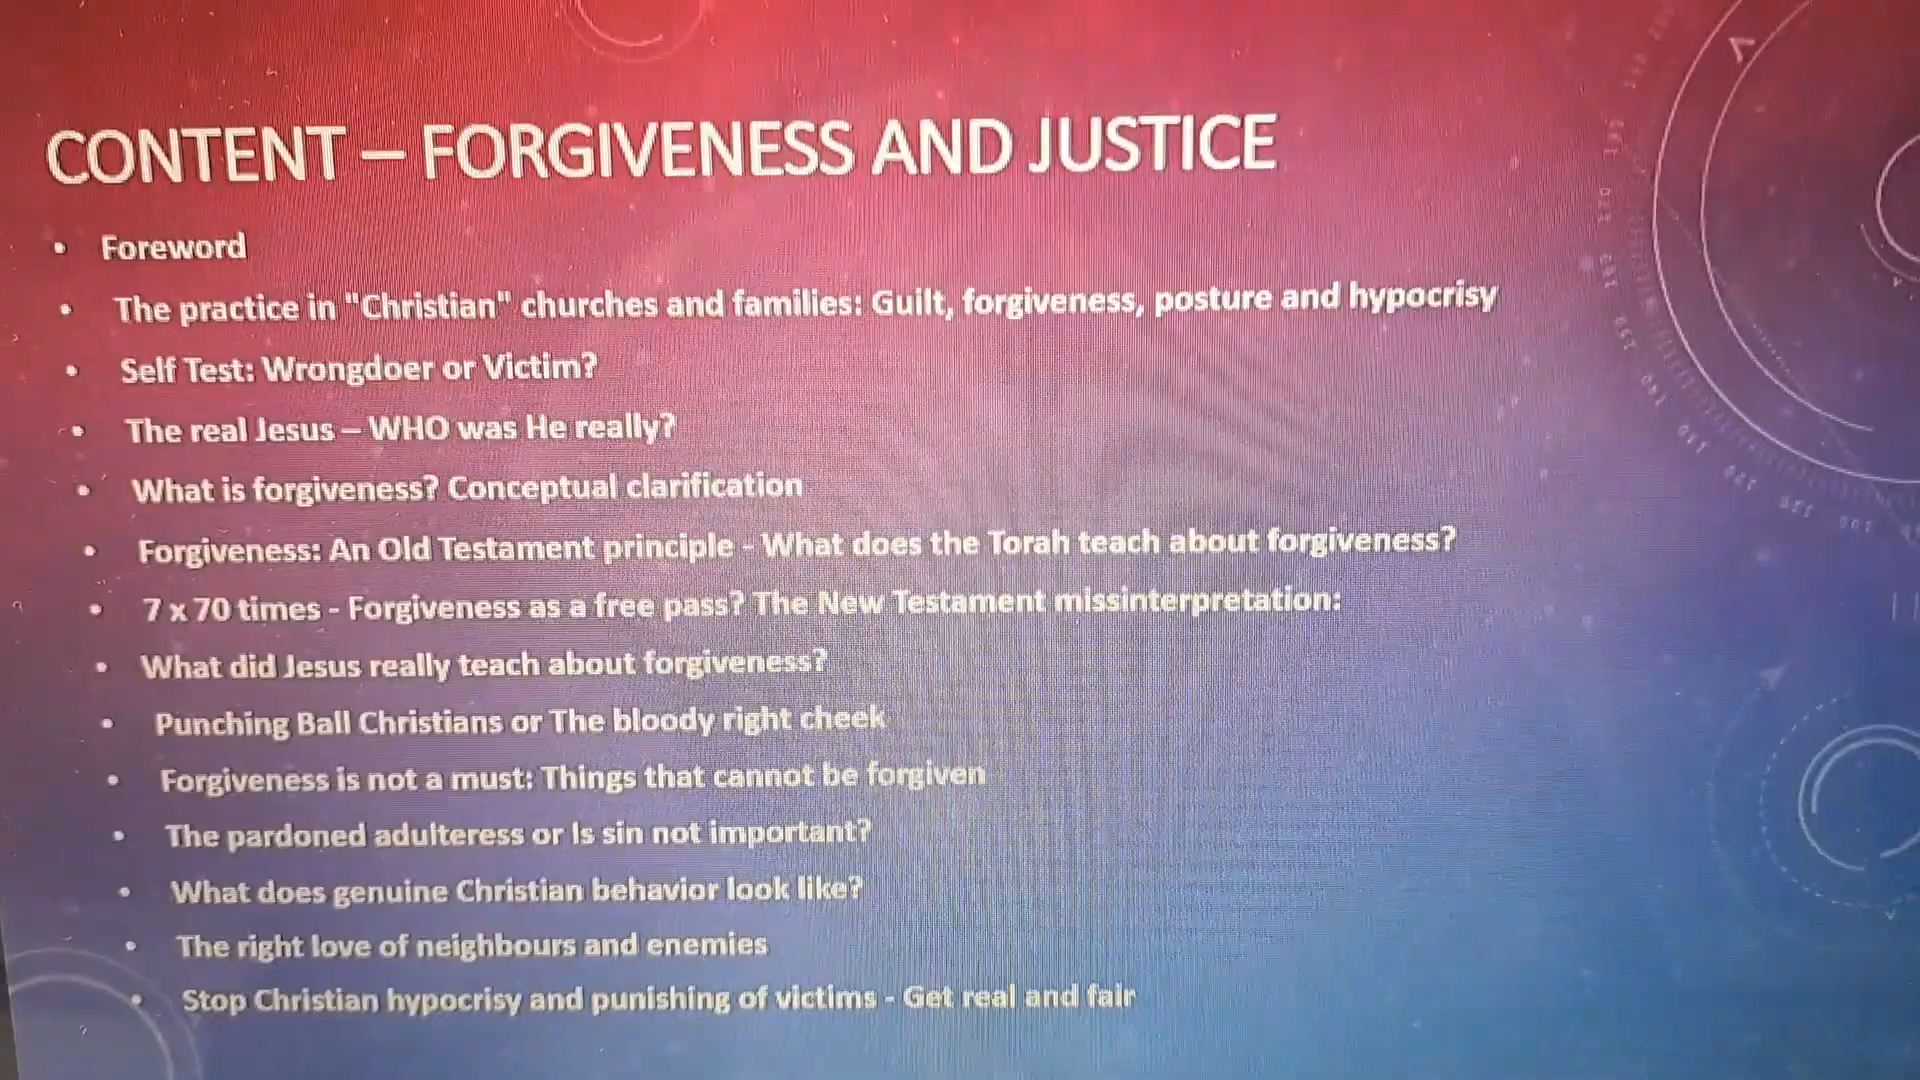 CONTENT – FORGIVENESS AND JUSTICE
• Foreword
• The practice in "Christian" churches and families: Guilt, forgiveness, posture and hypocrisy
• Self Test: Wrongdoer or Victim?
• The real Jesus – WHO was He really?
• What is forgiveness? Conceptual clarification
• Forgiveness: An Old Testament principle - What does the Torah teach about forgiveness?
• 7 x 70 times - Forgiveness as a free pass? The New Testament missinterpretation:
• What did Jesus really teach about forgiveness?
• Punching Ball Christians or The bloody right cheek
• Forgiveness is not a must: Things that cannot be forgiven
• The pardoned adulteress or Is sin not important?
• What does genuine Christian behavior look like?
• The right love of neighbours and enemies
• Stop Christian hypocrisy and punishing of victims - Get real and fair